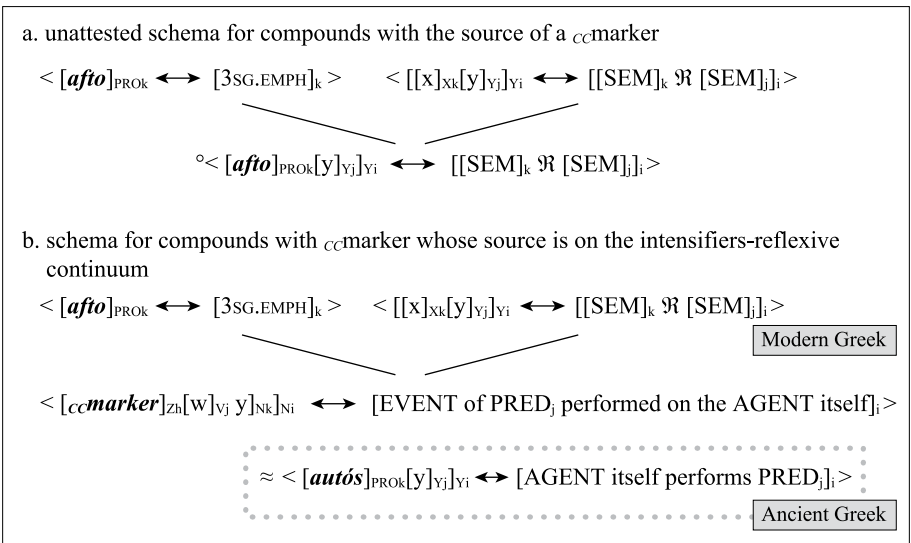 a. unattested schema for compounds with the source of a CCmarker
< [afto]PROk ⟷ [3SG.EMPH]k > < [[x]Xk[y]Yj]Yi ⟷ [[SEM]k ℜ [SEM]j]i>
°< [afto]PROk[y]Yj]Yi ⟷ [[SEM]k ℜ [SEM]j]i>
b. schema for compounds with CCmarker whose source is on the intensifiers-reflexive
continuum
< [afto]PROk ⟷ [3SG.EMPH]k > < [[x]Xk[y]Yj]Yi ⟷ [[SEM]k ℜ [SEM]j]i>
Modern Greek
< [CCmarker]Zh[w]Vj y]Nk]Ni ⟷ [EVENT of PREDj performed on the AGENT itself]i>
≈ < [autós]PROk[y]Yj]Yi ⟷ [AGENT itself performs PREDj]i>
Ancient Greek